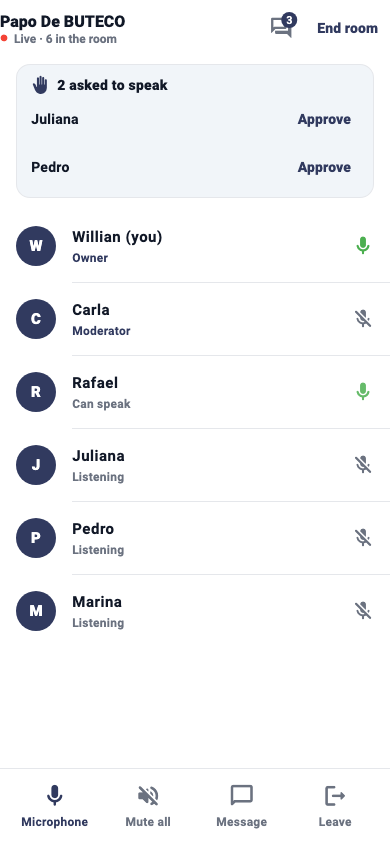 Papo De BUTECO
Live · 6 in the room
3
End room
2 asked to speak
Juliana
Approve
Pedro
Approve
W
Willian (you)
Owner
C
Carla
Moderator
R
Rafael
Can speak
J
Juliana
Listening
P
Pedro
Listening
M
Marina
Listening
Microphone
Mute all
Message
Leave